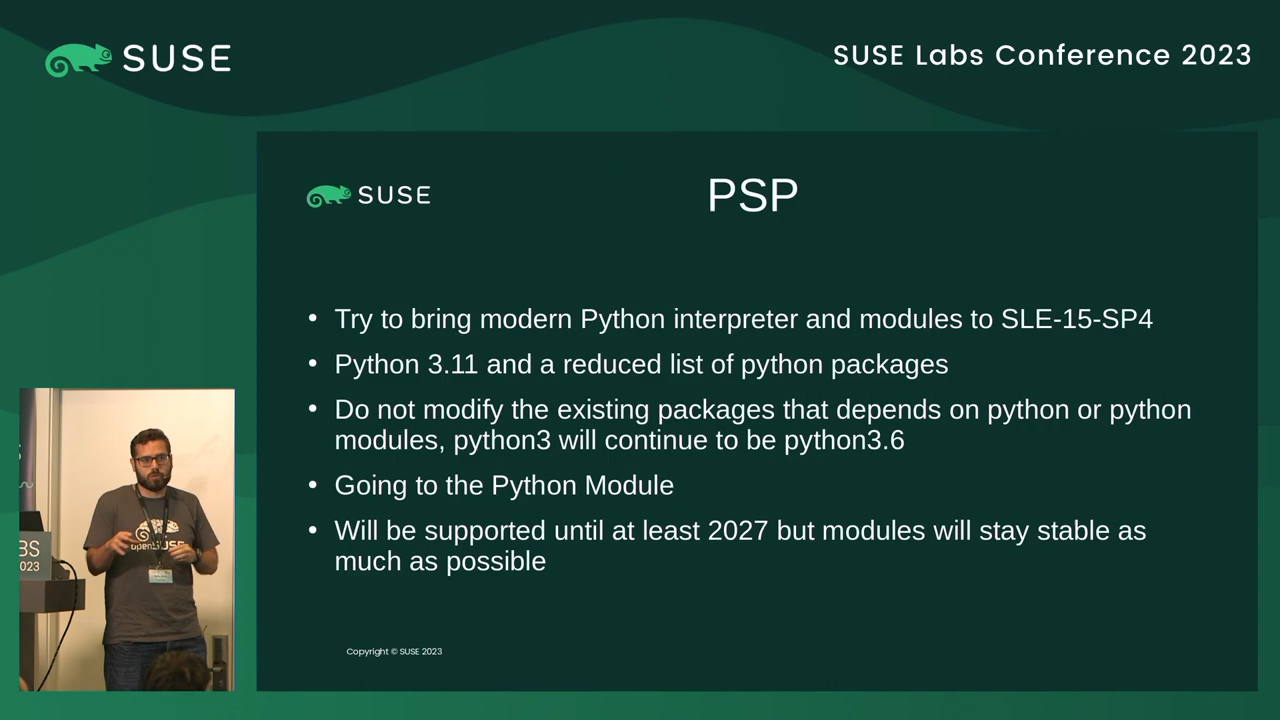 SUSE
SUSE Labs Conference 2023
SUSE
PSP
• Try to bring modern Python interpreter and modules to SLE-15-SP4
• Python 3.11 and a reduced list of python packages
• Do not modify the existing packages that depends on python or python
modules, python3 will continue to be python3.6
• Going to the Python Module
• Will be supported until at least 2027 but modules will stay stable as
much as possible
Copyright © SUSE 2023
openSUSE
BS
023